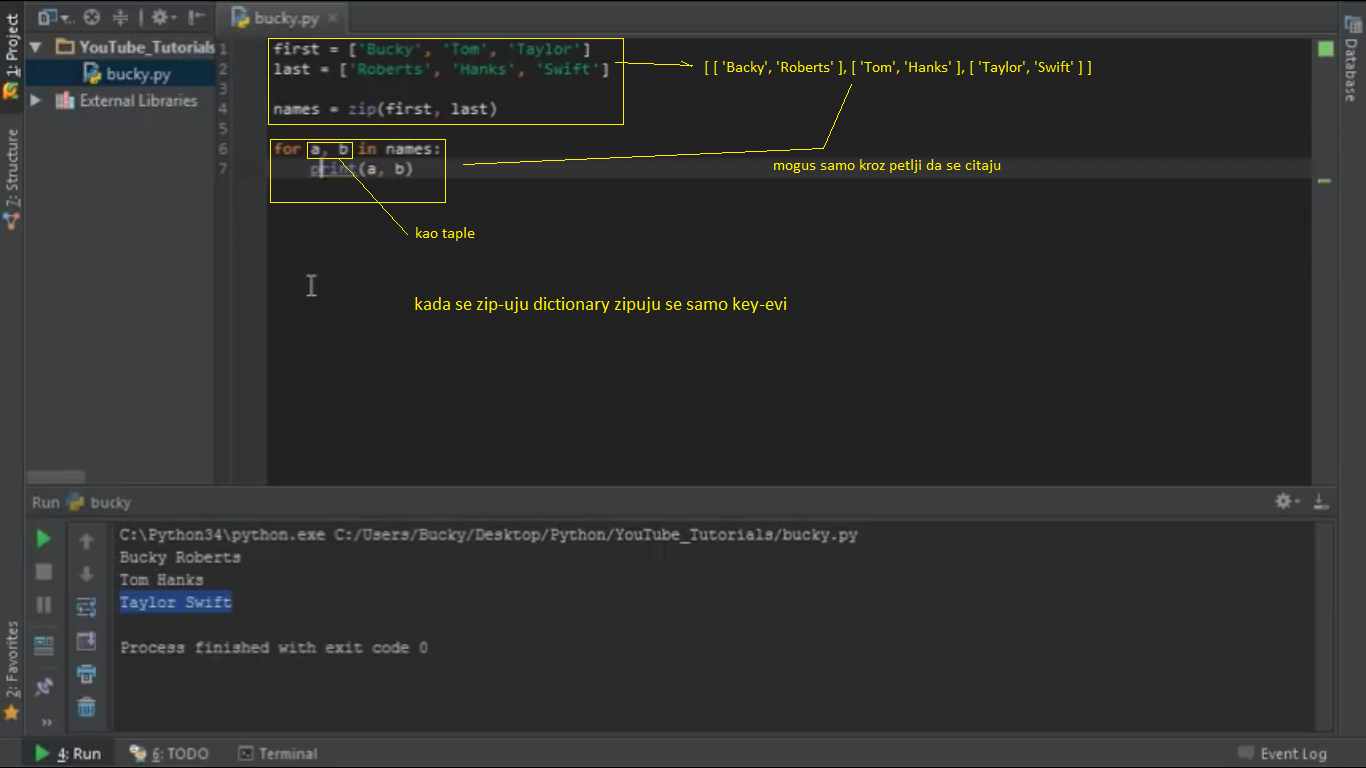 1: Project
bucky.py
YouTube_Tutorials
bucky.py
External Libraries
7: Structure
2: Favorites
Database
1 first = ['Bucky', 'Tom', 'Taylor']
2 last = ['Roberts', 'Hanks', 'Swift']
3
4 names = zip(first, last)
5
6 for a, b in names:
7 print(a, b)
[ [ 'Backy', 'Roberts' ], [ 'Tom', 'Hanks' ], [ 'Taylor', 'Swift' ] ]
mogus samo kroz petlji da se citaju
kao taple
kada se zip-uju dictionary zipuju se samo key-evi
Run bucky
C:\Python34\python.exe C:/Users/Bucky/Desktop/Python/YouTube_Tutorials/bucky.py
Bucky Roberts
Tom Hanks
Taylor Swift
Process finished with exit code 0
4: Run 6: TODO Terminal Event Log